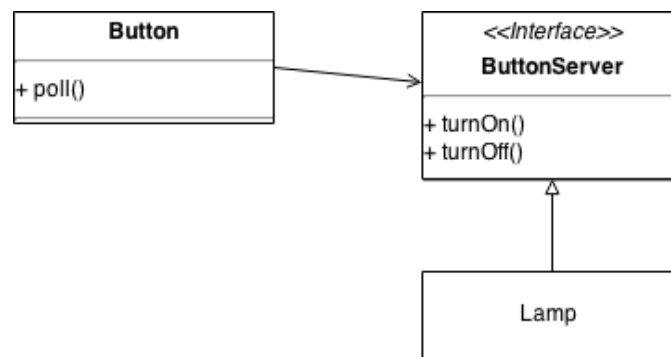 Button
+ poll()
<<Interface>>
ButtonServer
+ turnOn()
+ turnOff()
Lamp